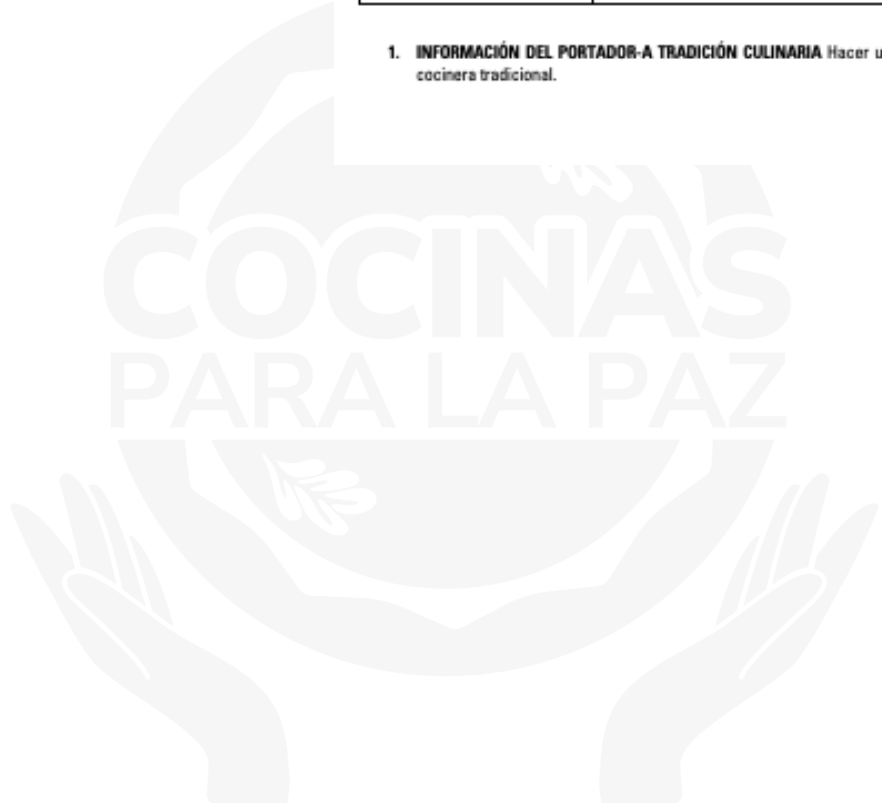 1. INFORMACIÓN DEL PORTADOR-A TRADICIÓN CULINARIA Hacer u
cocinera tradicional.
COCINAS
PARA LA PAZ